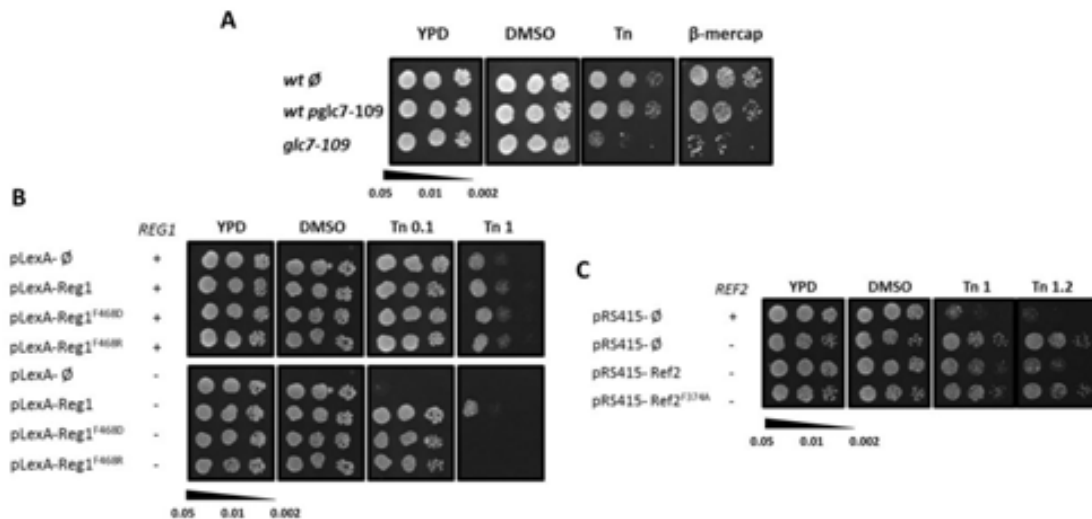 A
YPD DMSO Tn β-mercap
wt Ø
wt pglc7-109
glc7-109
0.05 0.01 0.002
B
REG1 YPD DMSO Tn 0.1 Tn 1
pLexA- Ø +
pLexA-Reg1 +
pLexA-Reg1F468D +
pLexA-Reg1F468R +
pLexA- Ø -
pLexA-Reg1 -
pLexA-Reg1F468D -
pLexA-Reg1F468R -
0.05 0.01 0.002
C
REF2 YPD DMSO Tn 1 Tn 1.2
pRS415- Ø +
pRS415- Ø -
pRS415- Ref2 -
pRS415- Ref2F374A -
0.05 0.01 0.002